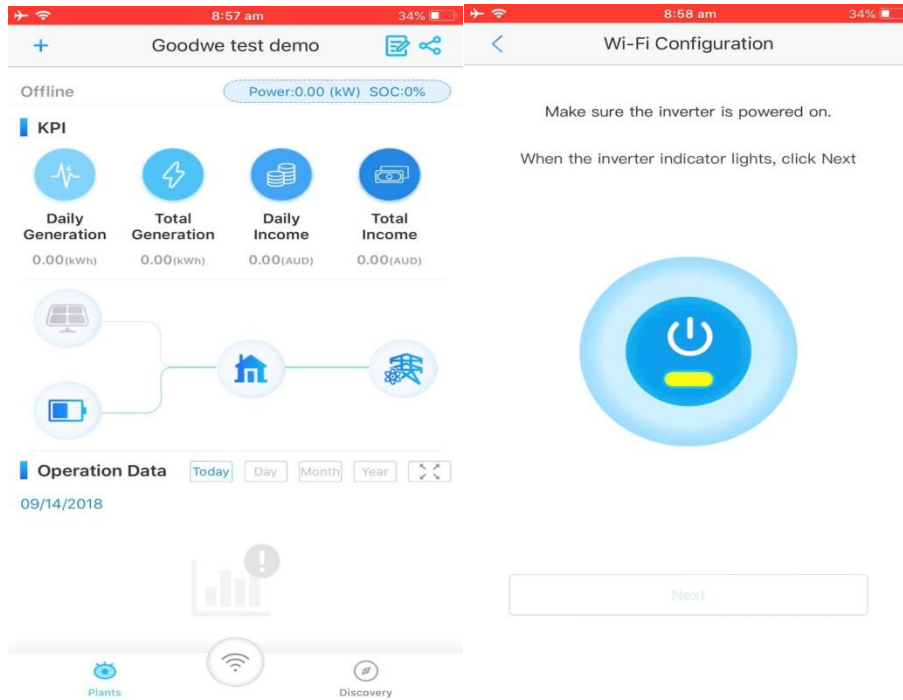 8:57 am
34%
Goodwe test demo
Offline
Power:0.00 (kW) SOC:0%
KPI
Daily Generation
Total Generation
Daily Income
Total Income
0.00(kWh)
0.00(kWh)
0.00(AUD)
0.00(AUD)
Operation Data
Today
Day
Month
Year
09/14/2018
Plants
Discovery
8:58 am
34%
Wi-Fi Configuration
Make sure the inverter is powered on.
When the inverter indicator lights, click Next
Next